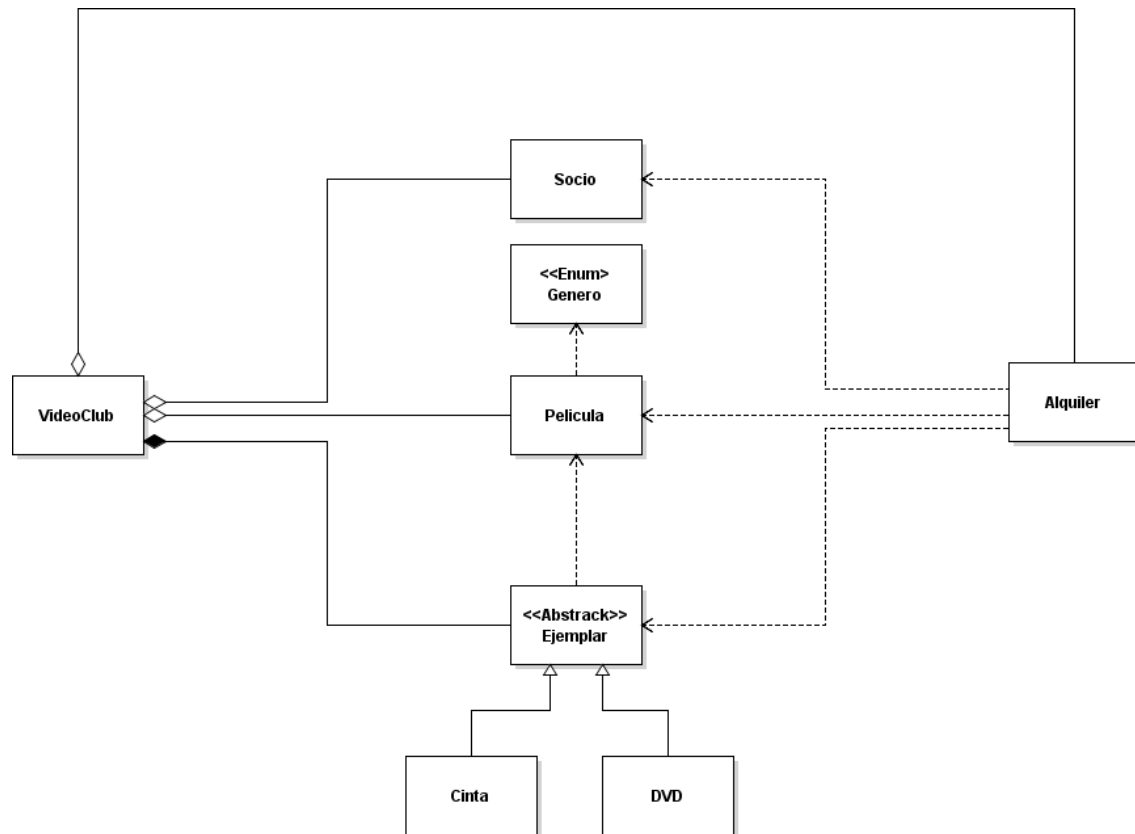 Socio
<<Enum>
Genero
VideoClub
Pelicula
Alquiler
<<Abstrack>>
Ejemplar
Cinta
DVD